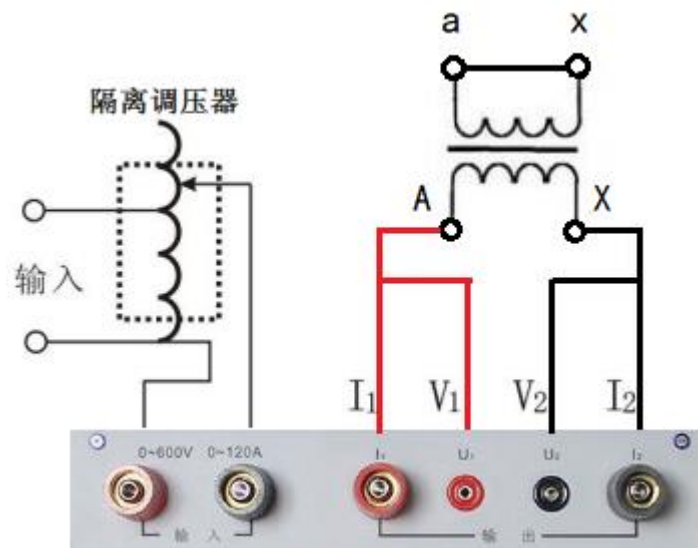 a x
隔离调压器
A X
输入
I₁ V₁ V₂ I₂
0~600V 0~120A I₁ U₁ U₂ I₂
输 入 输 出